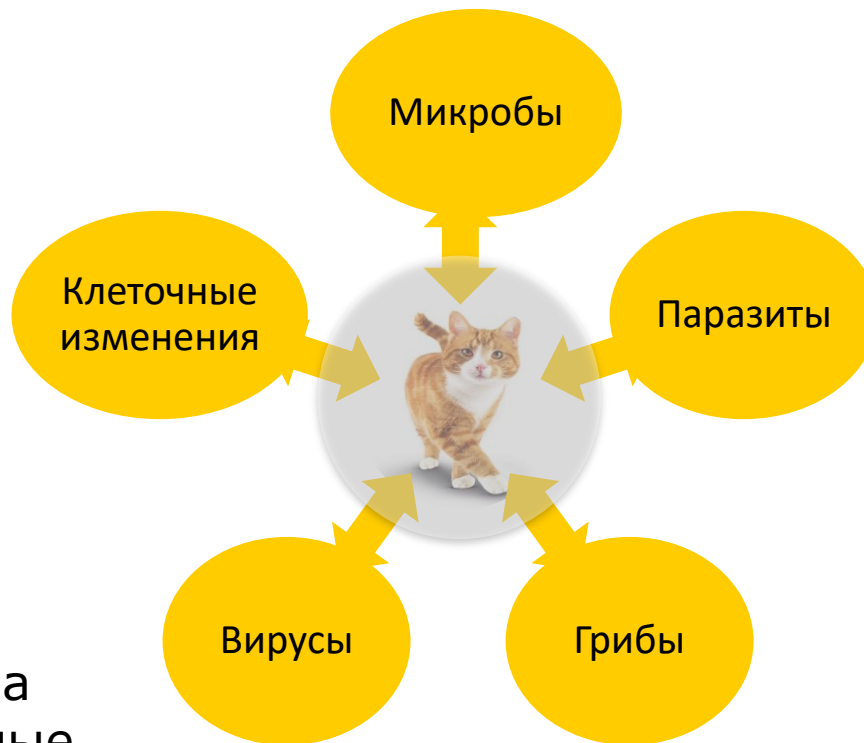 Микробы
Клеточные
изменения
Паразиты
Вирусы
Грибы